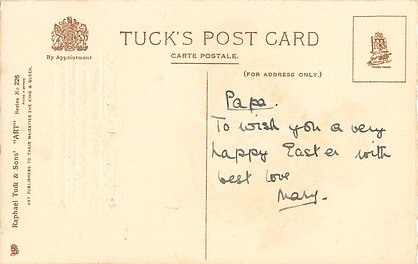 By Appointment
TUCK'S POST CARD
CARTE POSTALE.
(FOR ADDRESS ONLY.)
Raphael Tuck & Sons' "ART" Series No. 226
ART PUBLISHERS TO THEIR MAJESTIES THE KING & QUEEN.
Papa.
To wish you a very
happy Easter with
best love
Mary.